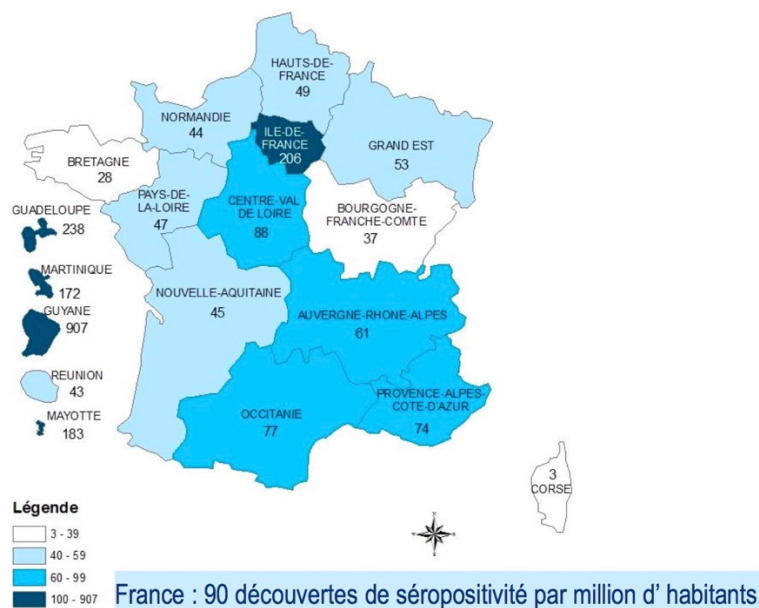 HAUTS-DE-
FRANCE
49
NORMANDIE
44
ILE-DE-
FRANCE
206
GRAND EST
53
BRETAGNE
28
PAYS-DE-
LA-LOIRE
47
CENTRE-VAL
DE LOIRE
88
BOURGOGNE-
FRANCHE-COMTE
37
GUADELOUPE
238
MARTINIQUE
172
GUYANE
907
REUNION
43
MAYOTTE
183
NOUVELLE-AQUITAINE
45
AUVERGNE-RHONE-ALPES
61
OCCITANIE
77
PROVENCE-ALPES-
COTE-D'AZUR
74
3
CORSE
Légende
3 - 39
40 - 59
60 - 99
100 - 907
France : 90 découvertes de séropositivité par million d' habitants